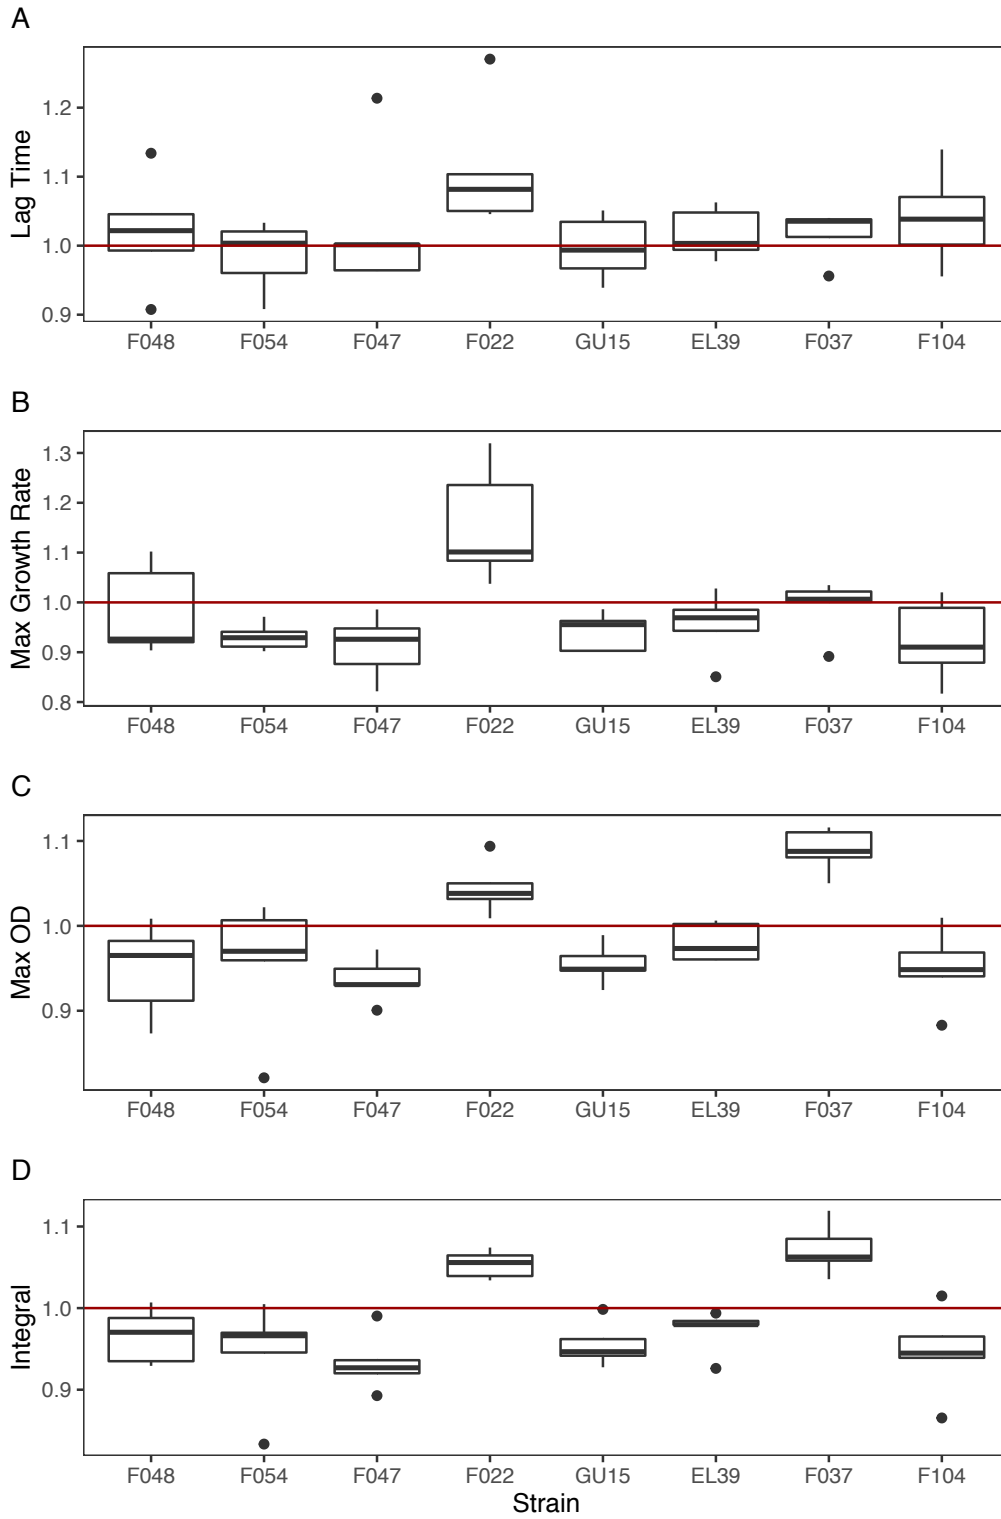 A
Lag Time
1.2
1.1
1.0
0.9
F048 F054 F047 F022 GU15 EL39 F037 F104
B
Max Growth Rate
1.3
1.2
1.1
1.0
0.9
0.8
F048 F054 F047 F022 GU15 EL39 F037 F104
C
Max OD
1.1
1.0
0.9
F048 F054 F047 F022 GU15 EL39 F037 F104
D
Integral
1.1
1.0
0.9
F048 F054 F047 F022 GU15 EL39 F037 F104
Strain